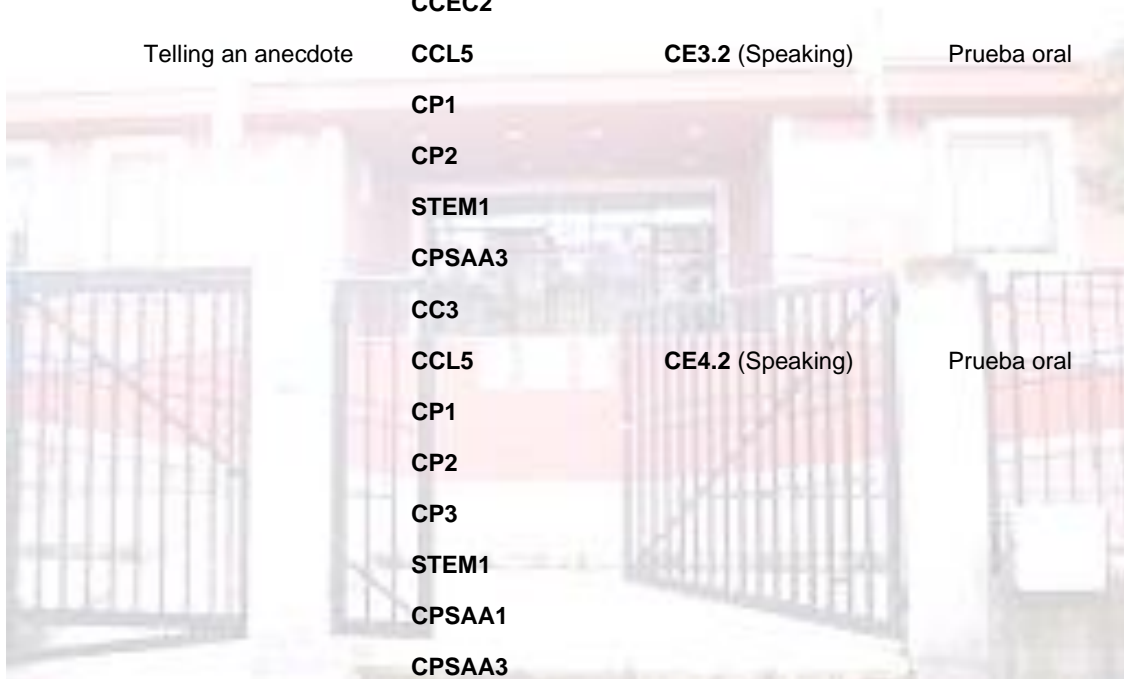 CCEC2
Telling an anecdote CCL5 CE3.2 (Speaking) Prueba oral
CP1
CP2
STEM1
CPSAA3
CC3
CCL5 CE4.2 (Speaking) Prueba oral
CP1
CP2
CP3
STEM1
CPSAA1
CPSAA3